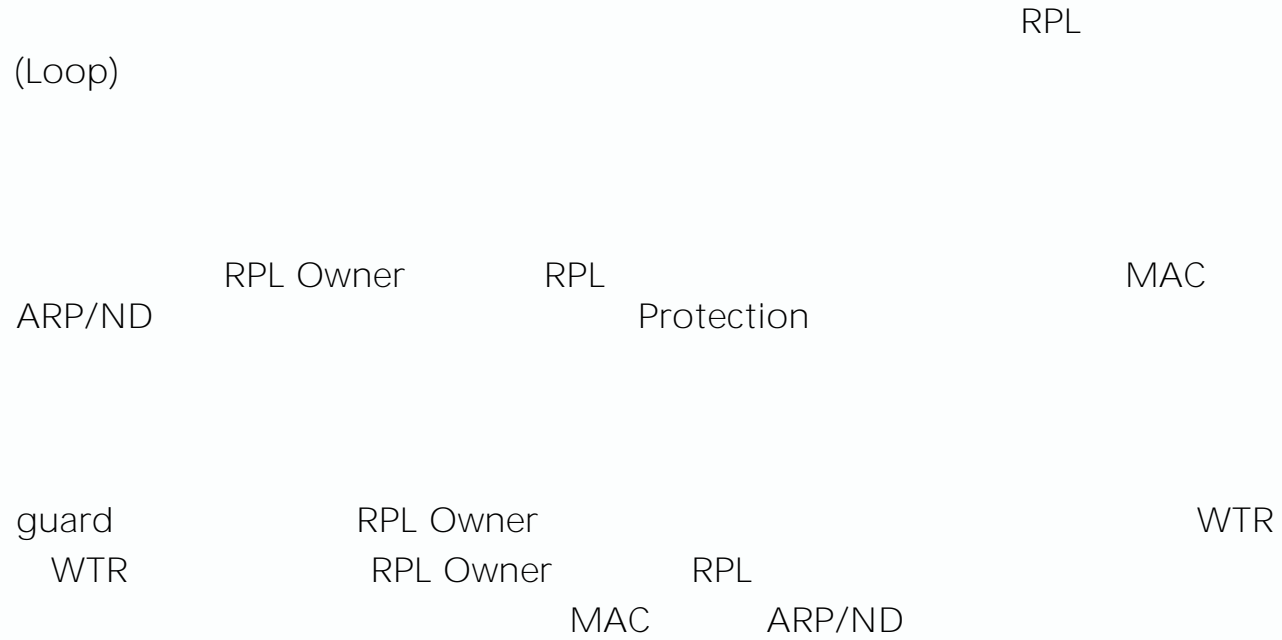 RPL
(Loop)
RPL Owner RPL MAC
ARP/ND Protection
guard RPL Owner WTR
WTR RPL Owner RPL
MAC ARP/ND